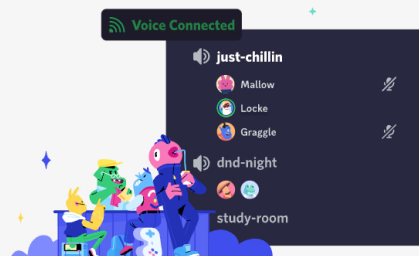 Voice Connected
just-chillin
Mallow
Locke
Graggle
dnd-night
study-room